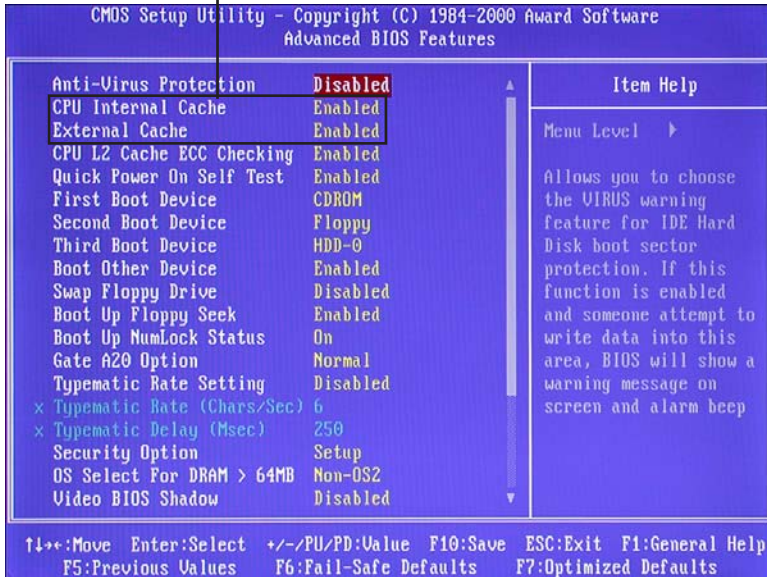 CMOS Setup Utility - Copyright (C) 1984-2000 Award Software
Advanced BIOS Features
Anti-Virus Protection Disabled
CPU Internal Cache Enabled
External Cache Enabled
CPU L2 Cache ECC Checking Enabled
Quick Power On Self Test Enabled
First Boot Device CDROM
Second Boot Device Floppy
Third Boot Device HDD-0
Boot Other Device Enabled
Swap Floppy Drive Disabled
Boot Up Floppy Seek Enabled
Boot Up NumLock Status On
Gate A20 Option Normal
Typematic Rate Setting Disabled
x Typematic Rate (Chars/Sec) 6
x Typematic Delay (Msec) 250
Security Option Setup
OS Select For DRAM > 64MB Non-OS2
Video BIOS Shadow Disabled
Item Help
Menu Level ▶
Allows you to choose
the VIRUS warning
feature for IDE Hard
Disk boot sector
protection. If this
function is enabled
and someone attempt to
write data into this
area, BIOS will show a
warning message on
screen and alarm beep
↑↓→←:Move Enter:Select +/-/PU/PD:Value F10:Save ESC:Exit F1:General Help
F5:Previous Values F6:Fail-Safe Defaults F7:Optimized Defaults